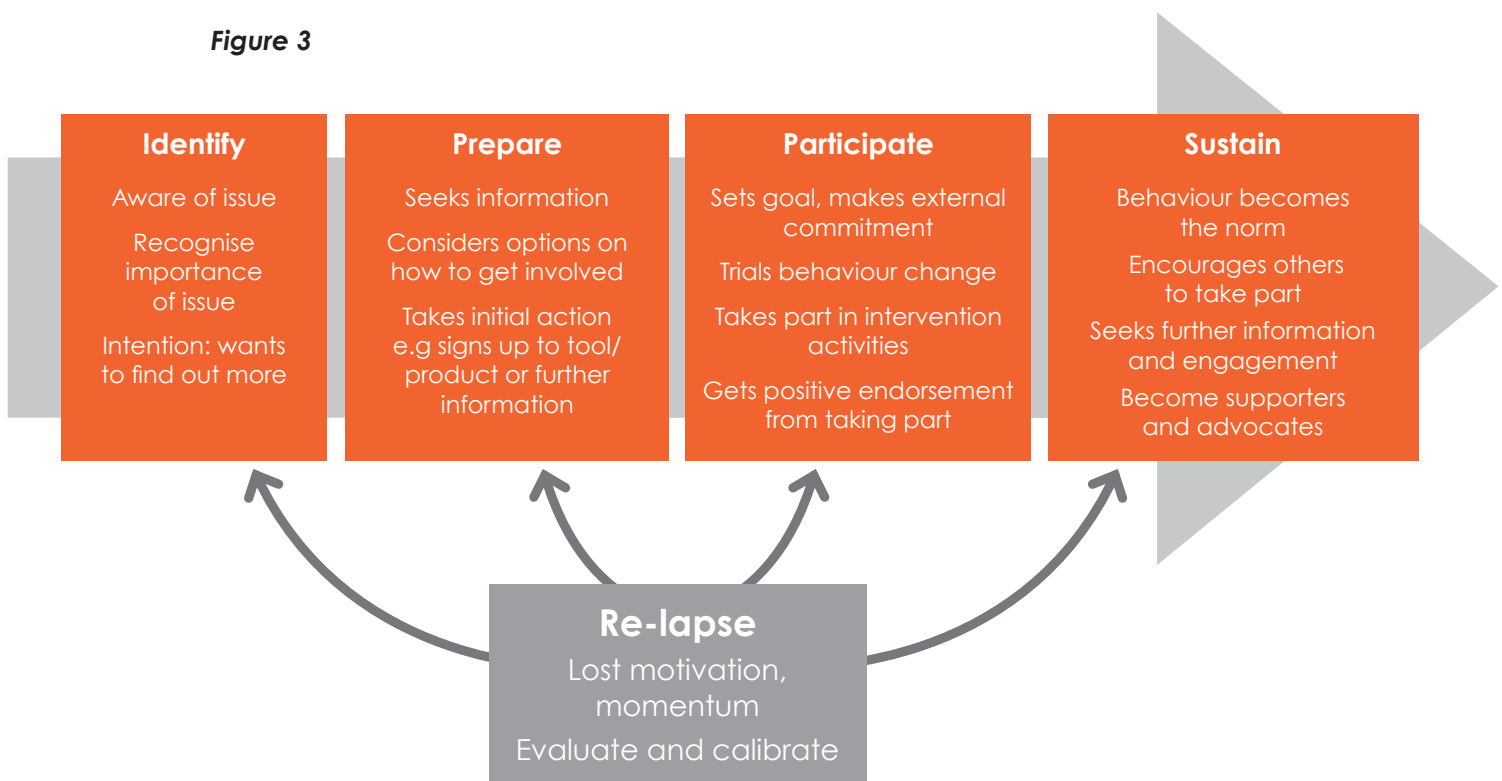 Figure 3
Identify
Aware of issue
Recognise
importance
of issue
Intention: wants
to find out more
Prepare
Seeks information
Considers options on
how to get involved
Takes initial action
e.g signs up to tool/
product or further
information
Participate
Sets goal, makes external
commitment
Trials behaviour change
Takes part in intervention
activities
Gets positive endorsement
from taking part
Sustain
Behaviour becomes
the norm
Encourages others
to take part
Seeks further information
and engagement
Become supporters
and advocates
Re-lapse
Lost motivation,
momentum
Evaluate and calibrate